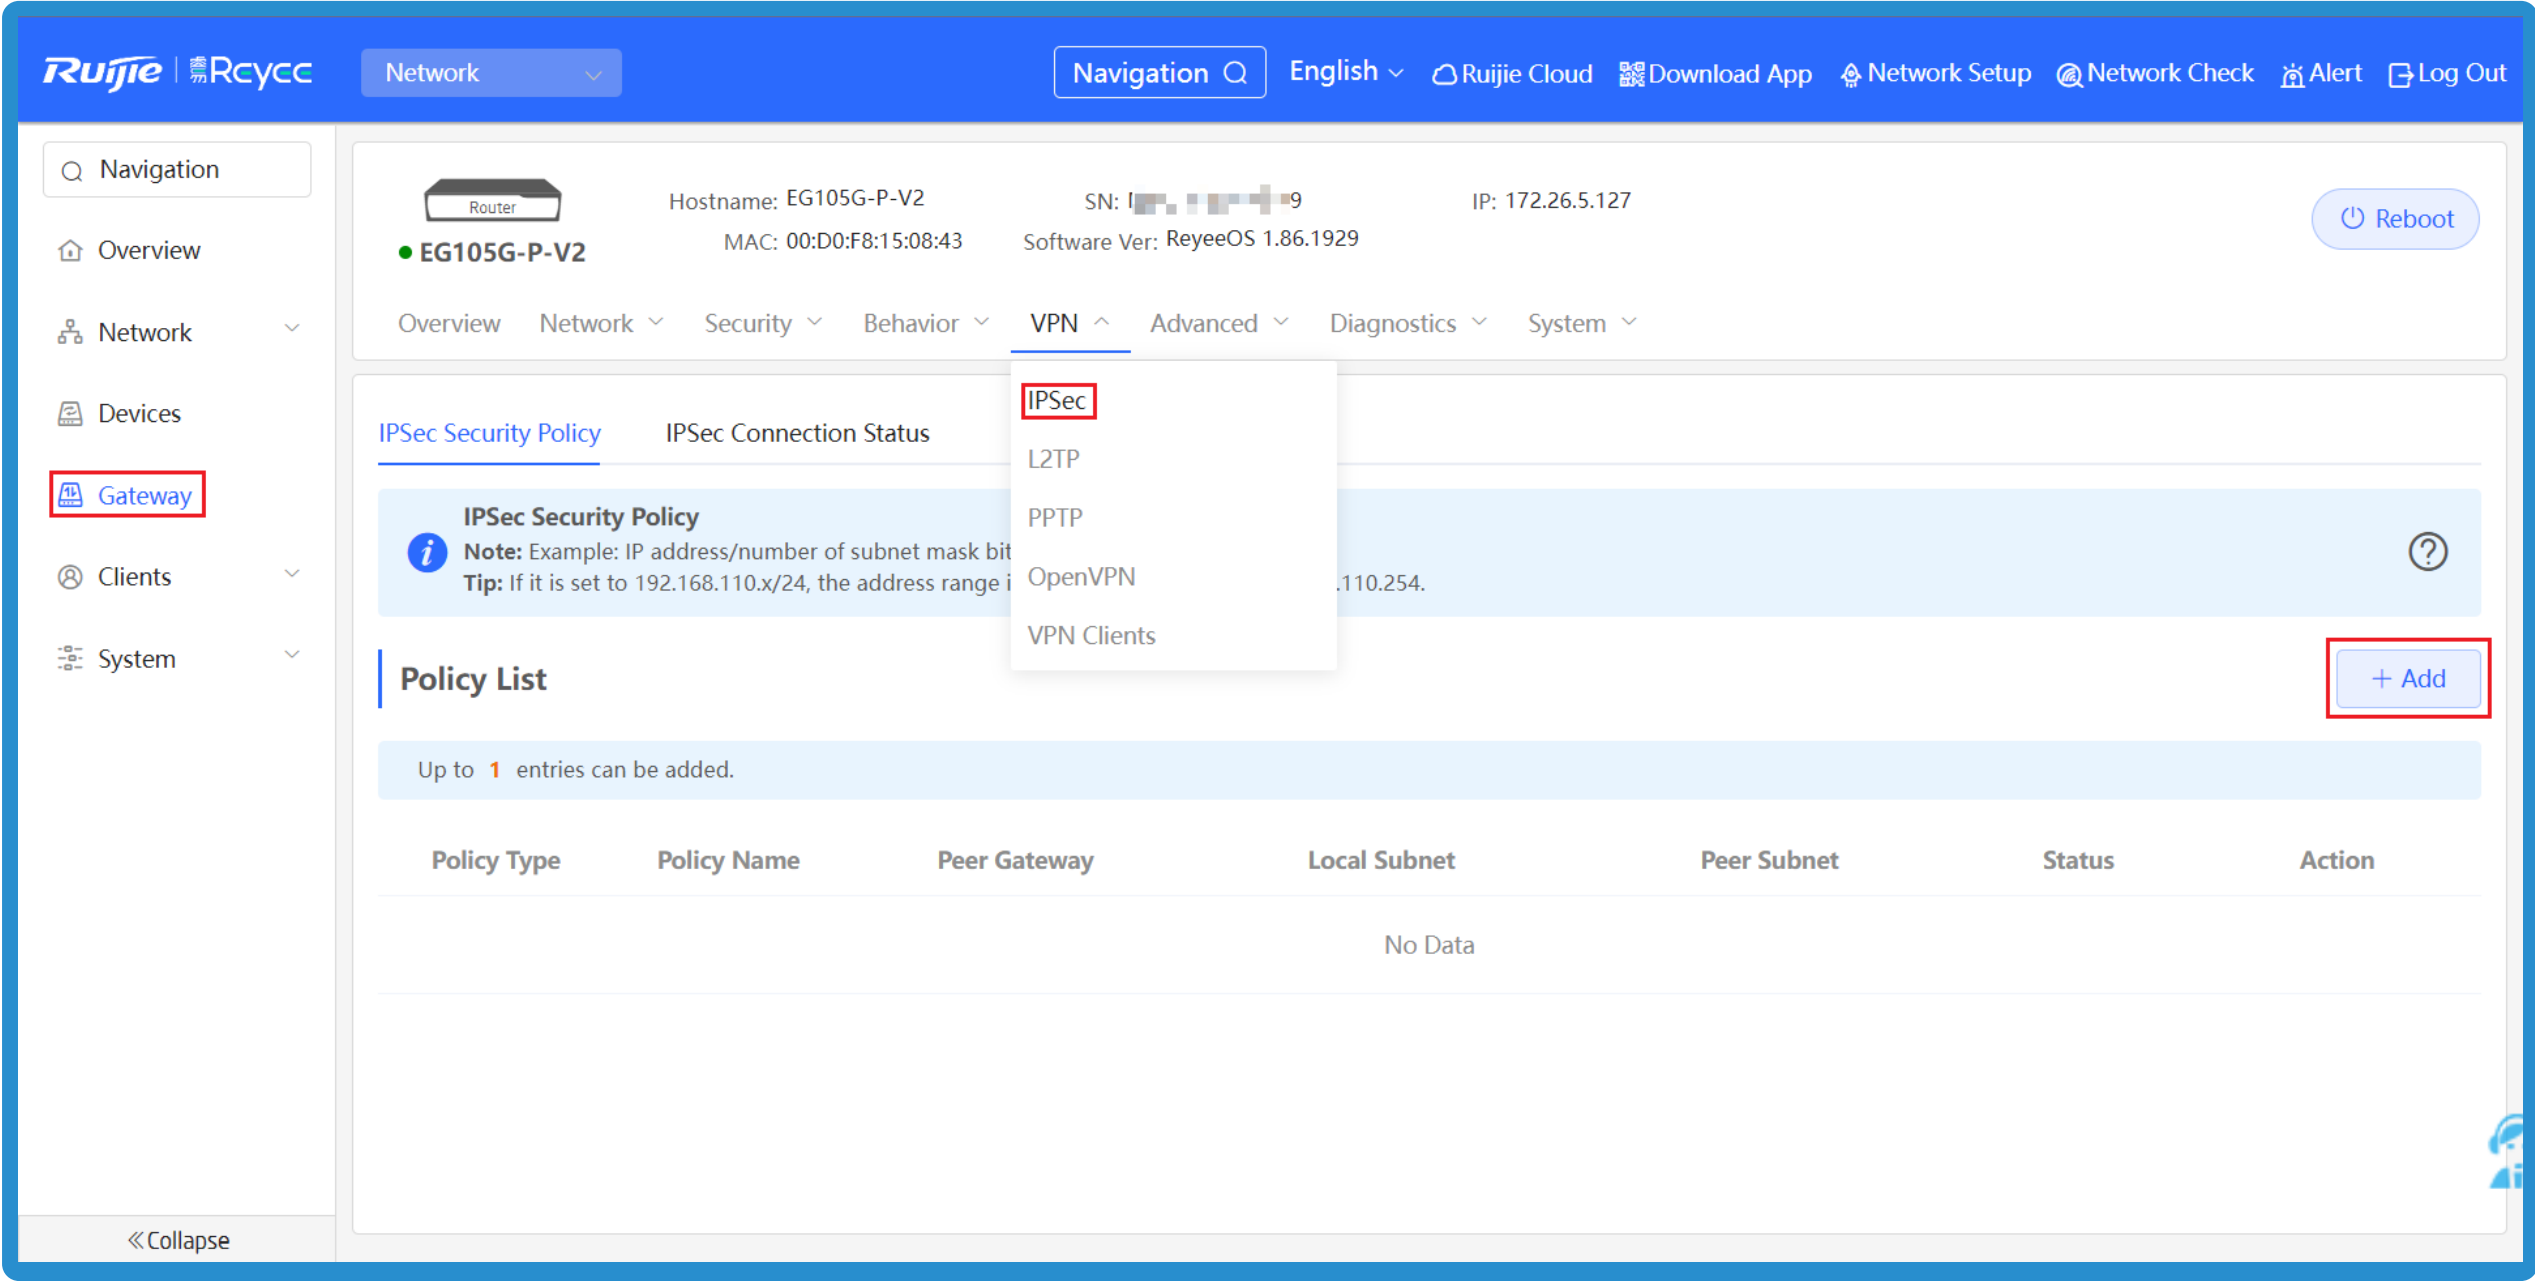 Ruijie | 睿易 Reyee
Network
Navigation
English
Ruijie Cloud
Download App
Network Setup
Network Check
Alert
Log Out
Navigation
Overview
Network
Devices
Gateway
Clients
System
Collapse
Router
EG105G-P-V2
Hostname: EG105G-P-V2
SN: 9
IP: 172.26.5.127
MAC: 00:D0:F8:15:08:43
Software Ver: ReyeeOS 1.86.1929
Reboot
Overview Network Security Behavior VPN Advanced Diagnostics System
IPSec
L2TP
PPTP
OpenVPN
VPN Clients
IPSec Security Policy IPSec Connection Status
IPSec Security Policy
Note: Example: IP address/number of subnet mask bit
Tip: If it is set to 192.168.110.x/24, the address range i .110.254.
Policy List
+ Add
Up to 1 entries can be added.
Policy Type Policy Name Peer Gateway Local Subnet Peer Subnet Status Action
No Data